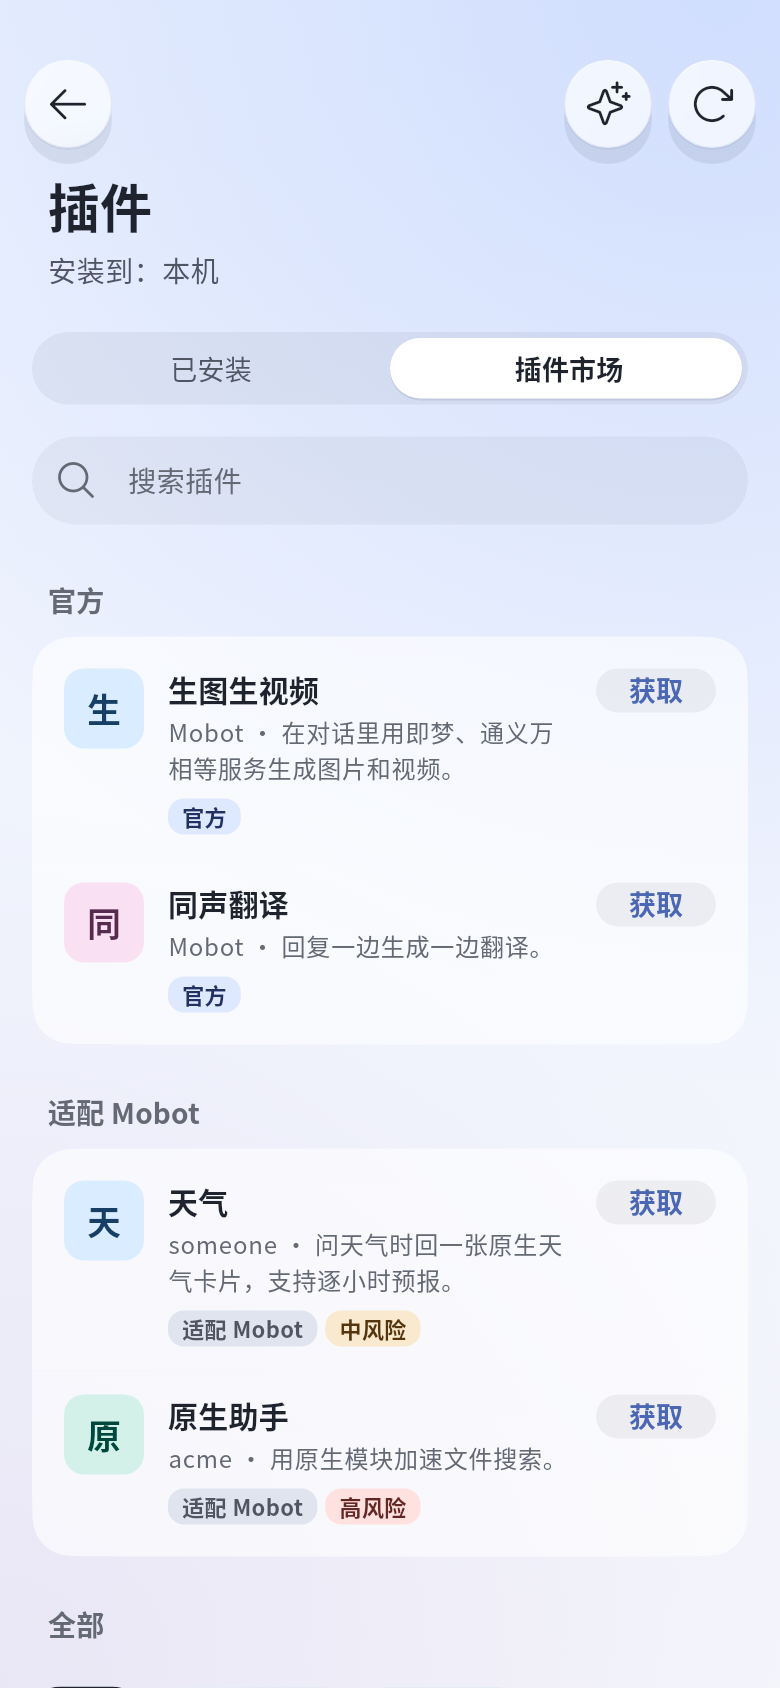 插件
安装到：本机
已安装
插件市场
搜索插件
官方
生
生图生视频
获取
Mobot · 在对话里用即梦、通义万
相等服务生成图片和视频。
官方
同
同声翻译
获取
Mobot · 回复一边生成一边翻译。
官方
适配 Mobot
天
天气
获取
someone · 问天气时回一张原生天
气卡片，支持逐小时预报。
适配 Mobot
中风险
原
原生助手
获取
acme · 用原生模块加速文件搜索。
适配 Mobot
高风险
全部